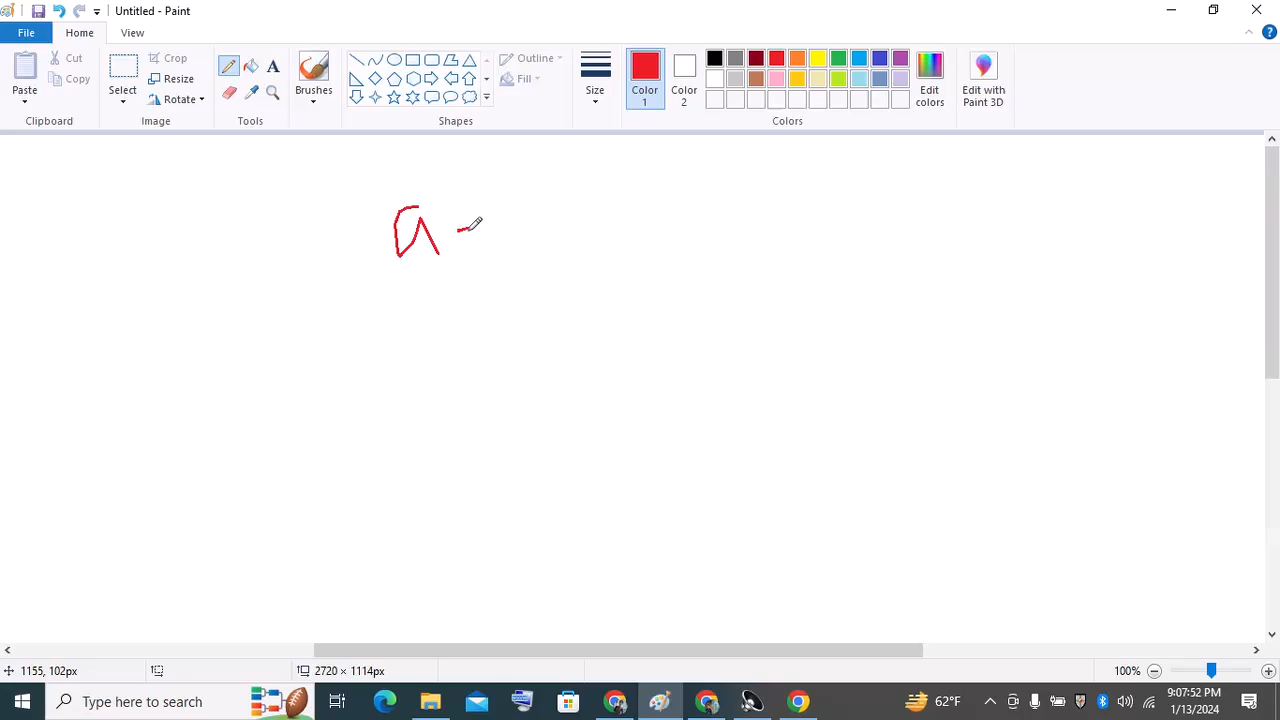 Untitled - Paint
File Home View
Cut
Copy
Paste
Clipboard
Crop
Resize
Rotate
Select
Image
Tools
Brushes
Outline
Fill
Shapes
Size
Color 1
Color 2
Edit colors
Colors
Edit with Paint 3D
a -
1155, 102px
2720 × 1114px
100%
Type here to search
62°F
9:07:52 PM
1/13/2024